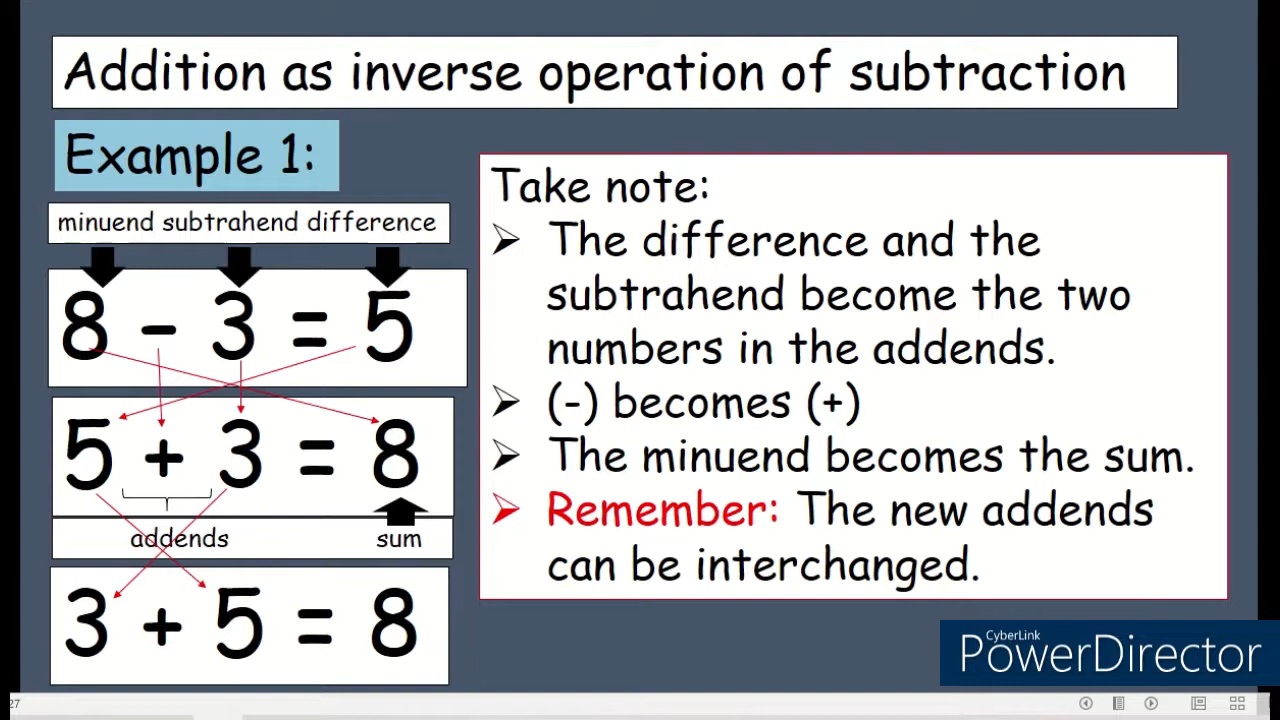 Addition as inverse operation of subtraction
Example 1:
minuend subtrahend difference
8 - 3 = 5
5 + 3 = 8
addends sum
3 + 5 = 8
Take note:
➢ The difference and the
subtrahend become the two
numbers in the addends.
➢ (-) becomes (+)
➢ The minuend becomes the sum.
➢ Remember: The new addends
can be interchanged.
CyberLink
PowerDirector
27